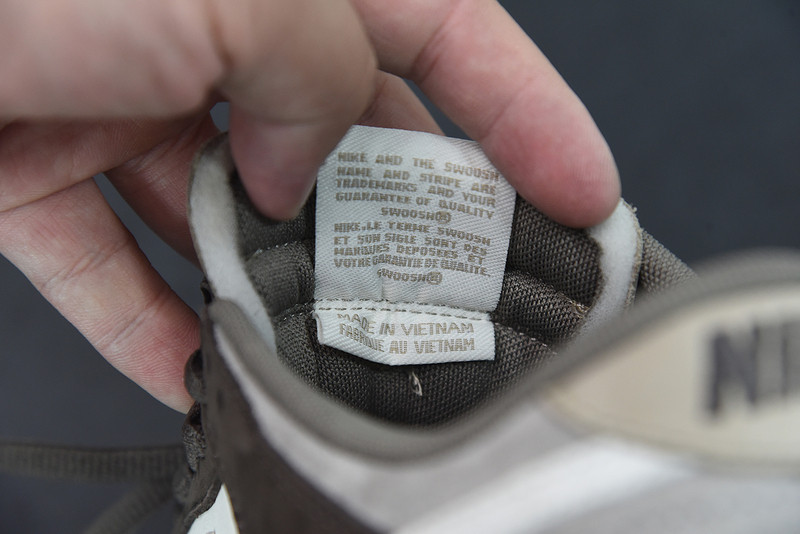 NIKE AND THE SWOOSH
NAME AND STRIPE ARE
TRADEMARKS AND YOUR
GUARANTEE OF QUALITY
SWOOSH®
NIKE,LE TERME SWOOSH
ET SON SIGLE SONT DES
MARQUES DEPOSEES ET
VOTRE GARANTIE DE QUALITE.
SWOOSH®
MADE IN VIETNAM
FABRIQUE AU VIETNAM